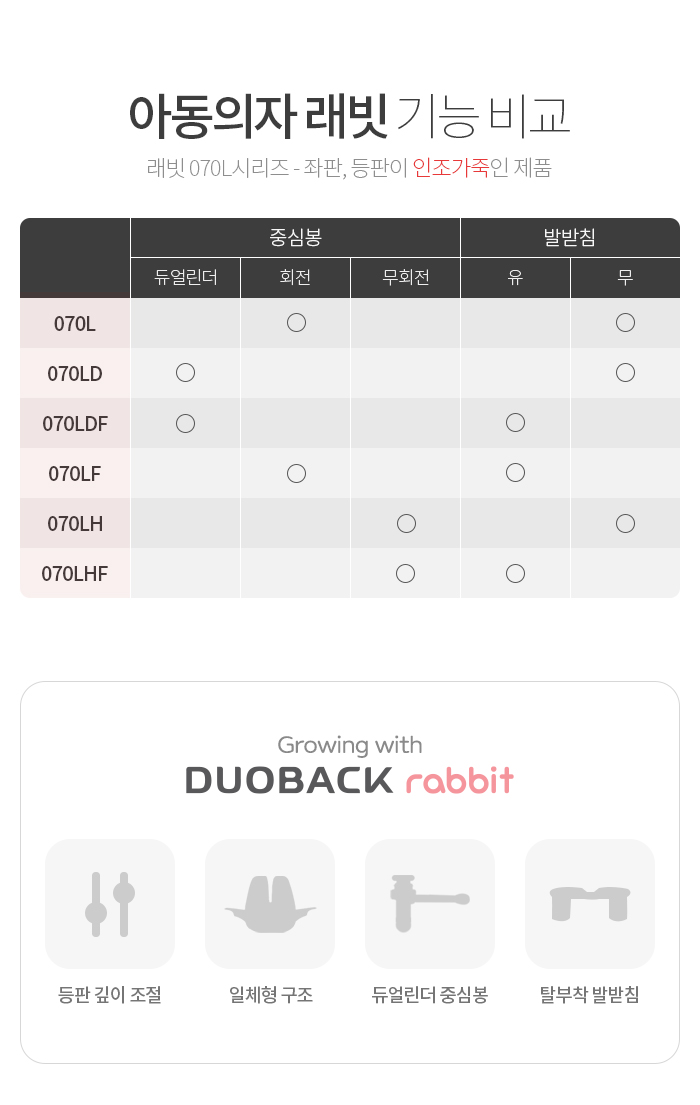 아동의자 래빗 기능 비교
래빗 070L시리즈 - 좌판, 등판이 인조가죽인 제품
중심봉 발받침
듀얼린더 회전 무회전 유 무
070L ○ ○
070LD ○ ○
070LDF ○ ○
070LF ○ ○
070LH ○ ○
070LHF ○ ○
Growing with
DUOBACK rabbit
등판 깊이 조절 일체형 구조 듀얼린더 중심봉 탈부착 발받침